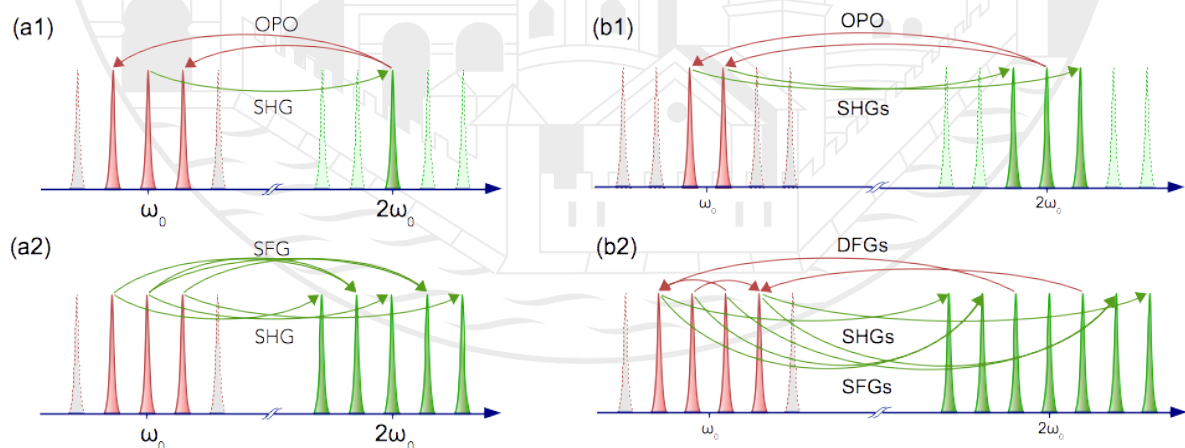 (a1)
OPO
SHG
ω₀
2ω₀
(b1)
OPO
SHGs
ω₀
2ω₀
(a2)
SFG
SHG
ω₀
2ω₀
(b2)
DFGs
SHGs
SFGs
ω₀
2ω₀